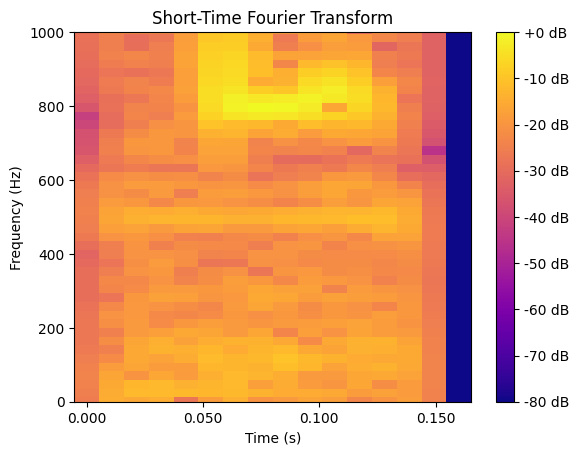 Short-Time Fourier Transform
Frequency (Hz)
1000
800
600
400
200
0
0.000
0.050
0.100
0.150
Time (s)
+0 dB
-10 dB
-20 dB
-30 dB
-40 dB
-50 dB
-60 dB
-70 dB
-80 dB